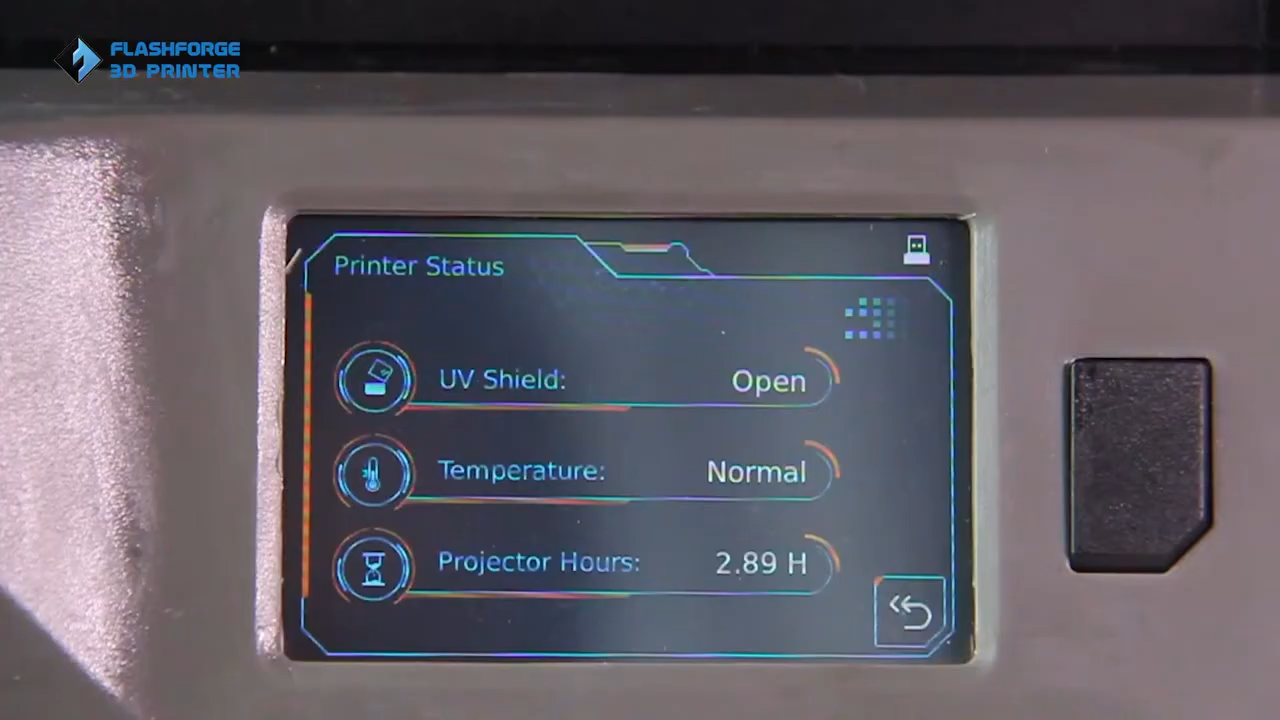 FLASHFORGE
3D PRINTER
Printer Status
UV Shield: Open
Temperature: Normal
Projector Hours: 2.89 H